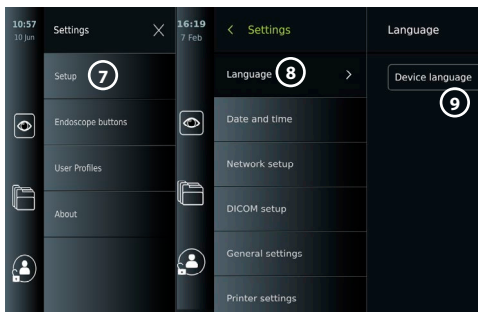 10:57
10 Jun
Settings
Setup
7
Endoscope buttons
User Profiles
About
16:19
7 Feb
< Settings
Language
8
>
Date and time
Network setup
DICOM setup
General settings
Printer settings
Language
Device language
9